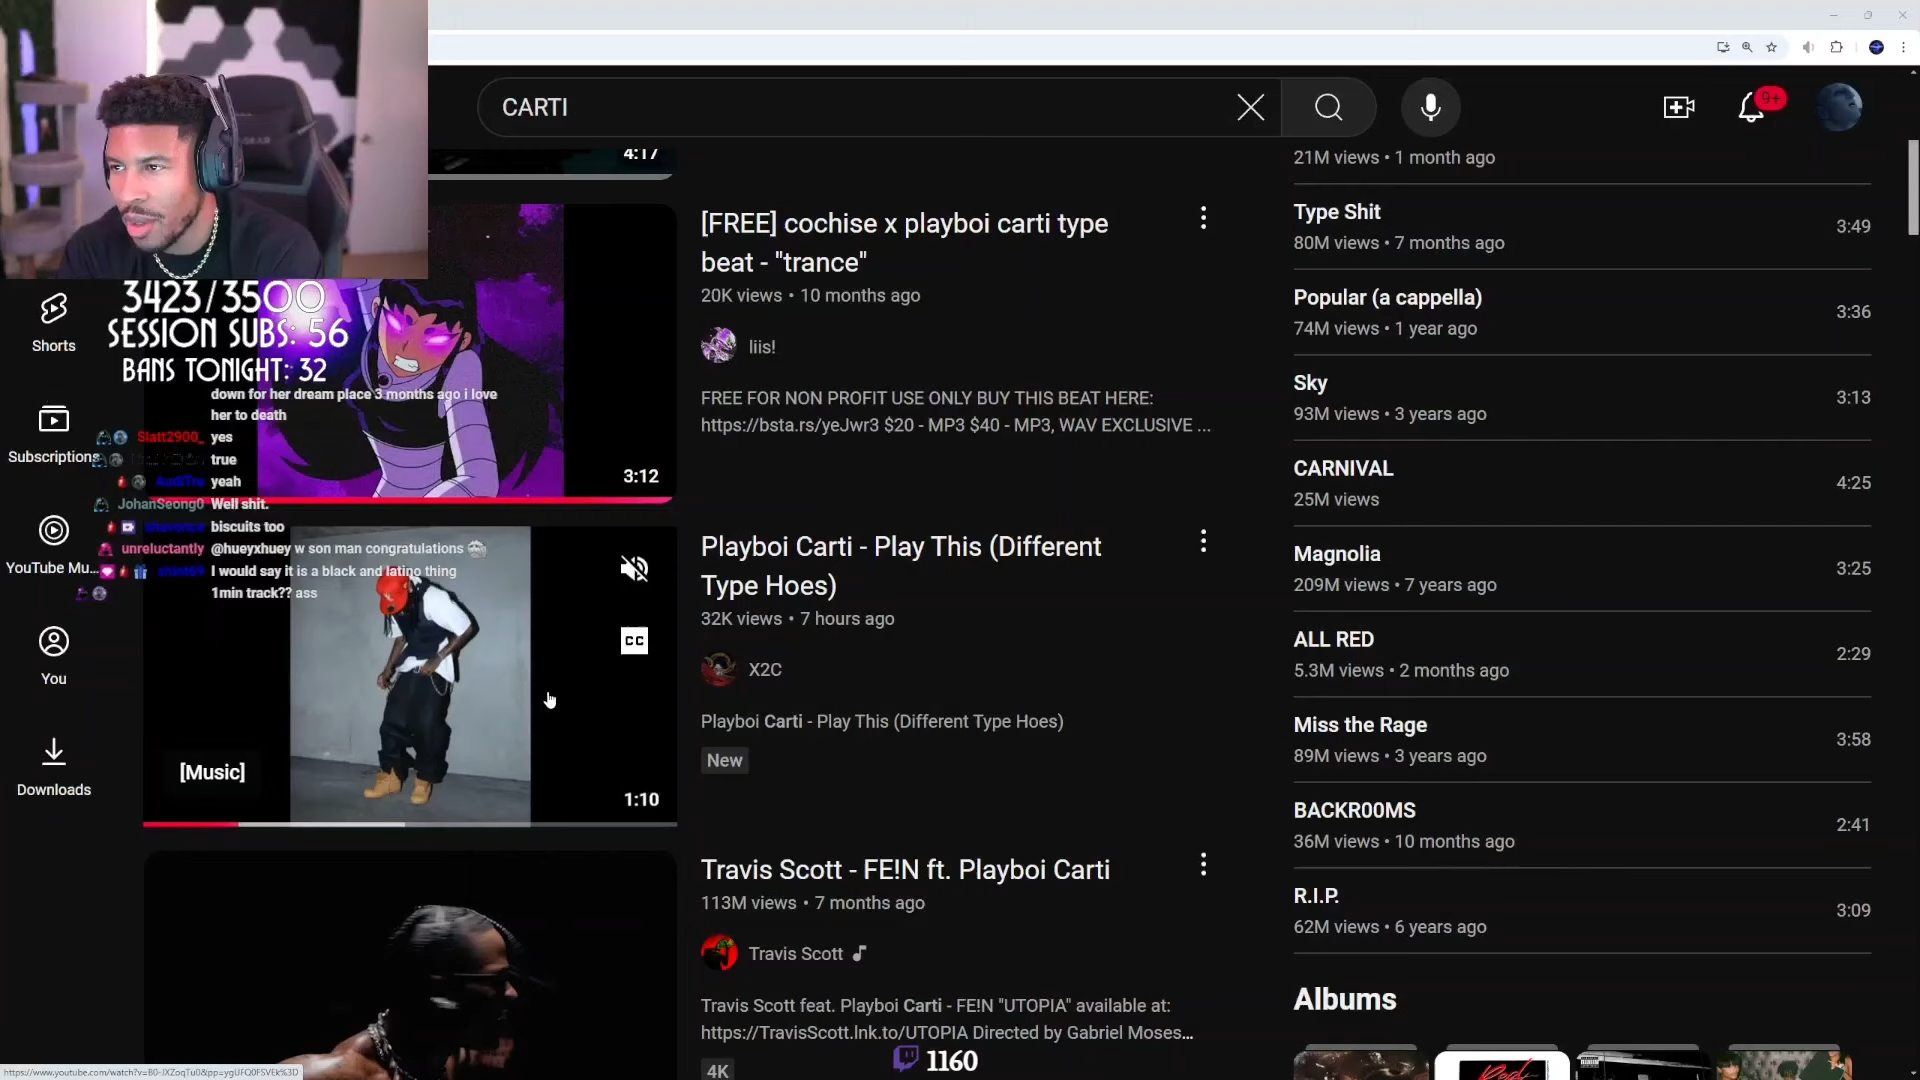 CARTI
9+
4:17
21M views • 1 month ago
[FREE] cochise x playboi carti type
beat - "trance"
20K views • 10 months ago
liis!
FREE FOR NON PROFIT USE ONLY BUY THIS BEAT HERE:
https://bsta.rs/yeJwr3 $20 - MP3 $40 - MP3, WAV EXCLUSIVE ...
3:12
3423/3500
SESSION SUBS: 56
BANS TONIGHT: 32
Shorts
Subscriptions
YouTube Mu...
You
Downloads
down for her dream place 3 months ago i love
her to death
Slatt2900_ yes
true
yeah
JohanSeong0 Well shit.
biscuits too
unreluctantly @hueyxhuey w son man congratulations
I would say it is a black and latino thing
1min track?? ass
CC
[Music]
1:10
Playboi Carti - Play This (Different
Type Hoes)
32K views • 7 hours ago
X2C
Playboi Carti - Play This (Different Type Hoes)
New
Travis Scott - FE!N ft. Playboi Carti
113M views • 7 months ago
Travis Scott
Travis Scott feat. Playboi Carti - FE!N "UTOPIA" available at:
https://TravisScott.lnk.to/UTOPIA Directed by Gabriel Moses...
4K
1160
Type Shit
80M views • 7 months ago
3:49
Popular (a cappella)
74M views • 1 year ago
3:36
Sky
93M views • 3 years ago
3:13
CARNIVAL
25M views
4:25
Magnolia
209M views • 7 years ago
3:25
ALL RED
5.3M views • 2 months ago
2:29
Miss the Rage
89M views • 3 years ago
3:58
BACKR00MS
36M views • 10 months ago
2:41
R.I.P.
62M views • 6 years ago
3:09
Albums